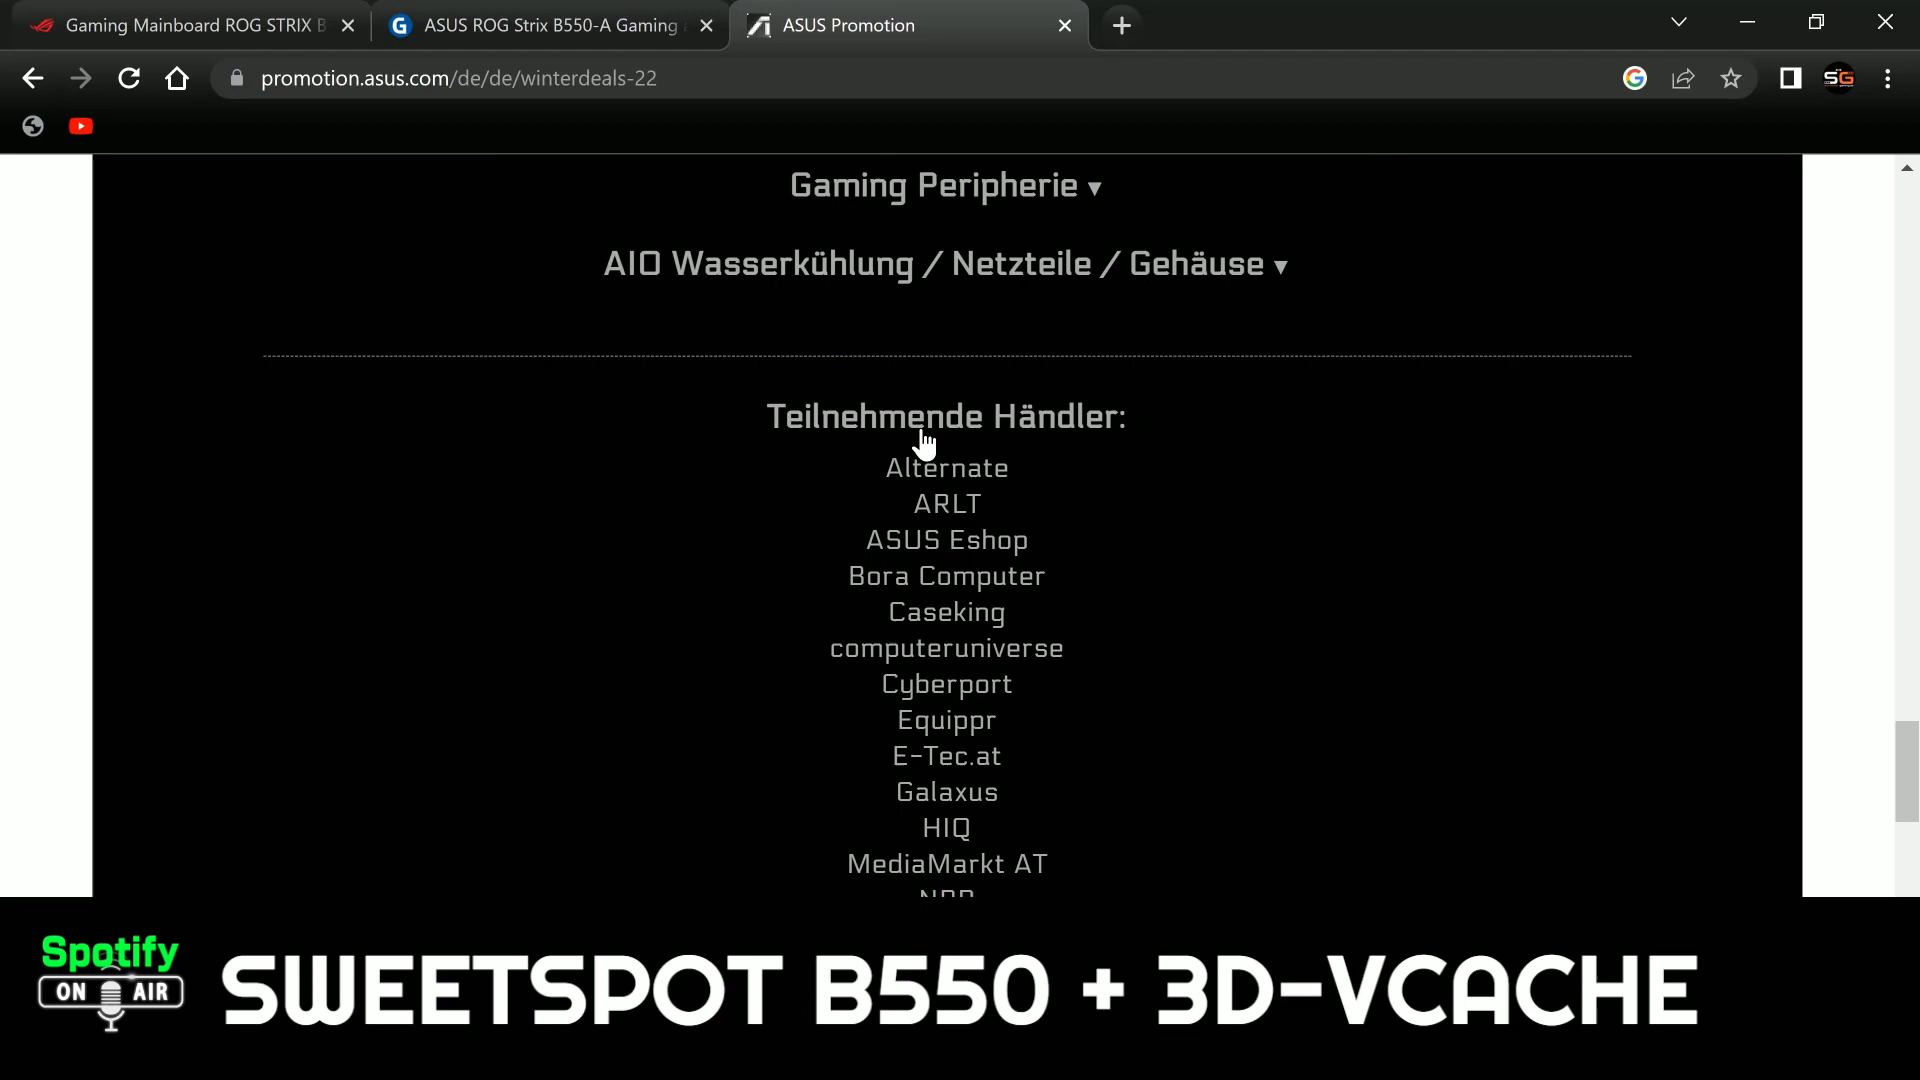 Gaming Mainboard ROG STRIX B
ASUS ROG Strix B550-A Gaming
ASUS Promotion
promotion.asus.com/de/de/winterdeals-22
SG
Gaming Peripherie ▾
AIO Wasserkühlung / Netzteile / Gehäuse ▾
Teilnehmende Händler:
Alternate
ARLT
ASUS Eshop
Bora Computer
Caseking
computeruniverse
Cyberport
Equippr
E-Tec.at
Galaxus
HIQ
MediaMarkt AT
Spotify
ON AIR
SWEETSPOT B550 + 3D-VCACHE